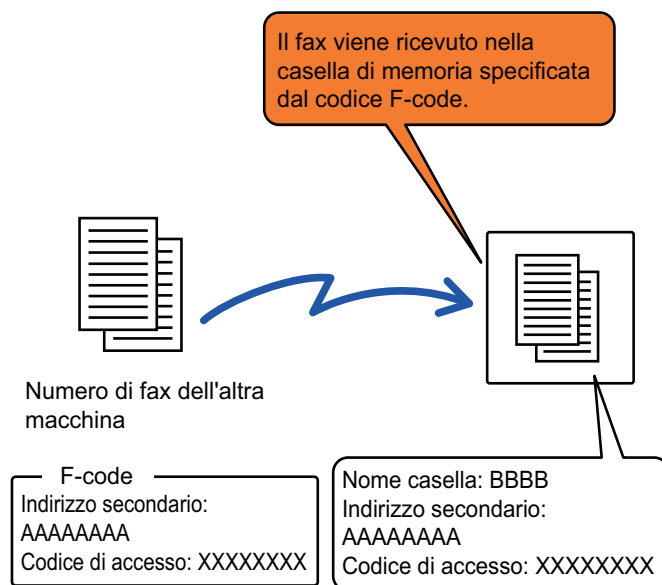 Il fax viene ricevuto nella
casella di memoria specificata
dal codice F-code.
Numero di fax dell'altra
macchina
F-code
Indirizzo secondario:
AAAAAAAA
Codice di accesso: XXXXXXXX
Nome casella: BBBB
Indirizzo secondario:
AAAAAAAA
Codice di accesso: XXXXXXXX